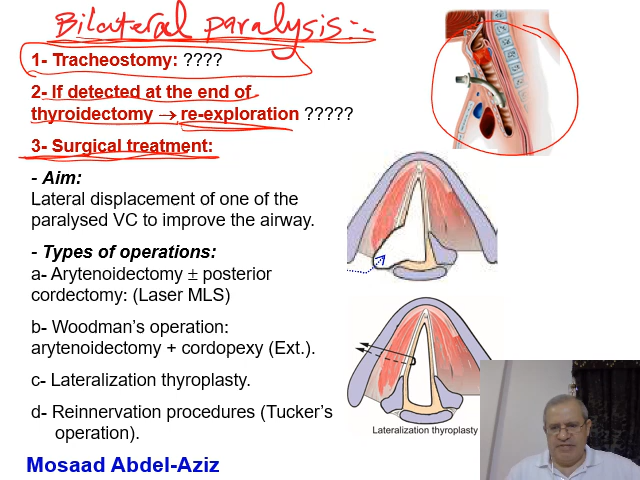 Bilateral paralysis:-
1- Tracheostomy: ????
2- If detected at the end of
thyroidectomy → re-exploration ?????
3- Surgical treatment:
- Aim:
Lateral displacement of one of the
paralysed VC to improve the airway.
- Types of operations:
a- Arytenoidectomy ± posterior
cordectomy: (Laser MLS)
b- Woodman's operation:
arytenoidectomy + cordopexy (Ext.).
c- Lateralization thyroplasty.
d- Reinnervation procedures (Tucker's
operation).
Lateralization thyroplasty
Mosaad Abdel-Aziz